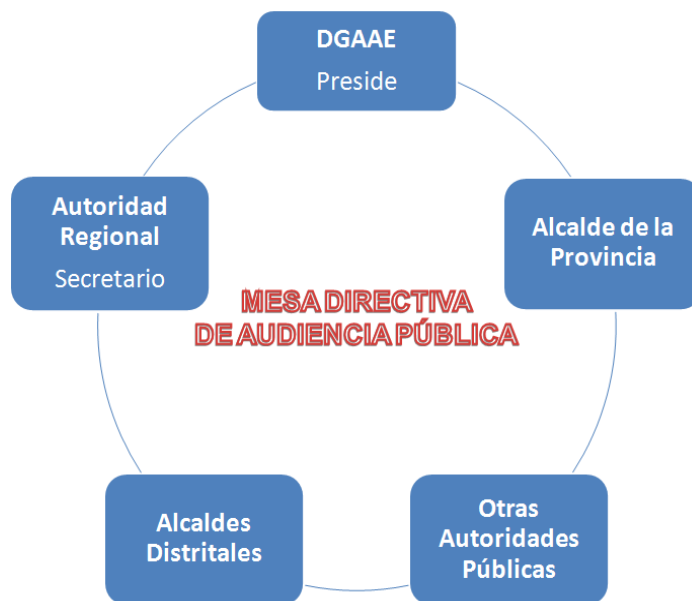 DGAAE
Preside
Autoridad
Regional
Secretario
Alcalde de la
Provincia
MESA DIRECTIVA
DE AUDIENCIA PÚBLICA
Alcaldes
Distritales
Otras
Autoridades
Públicas